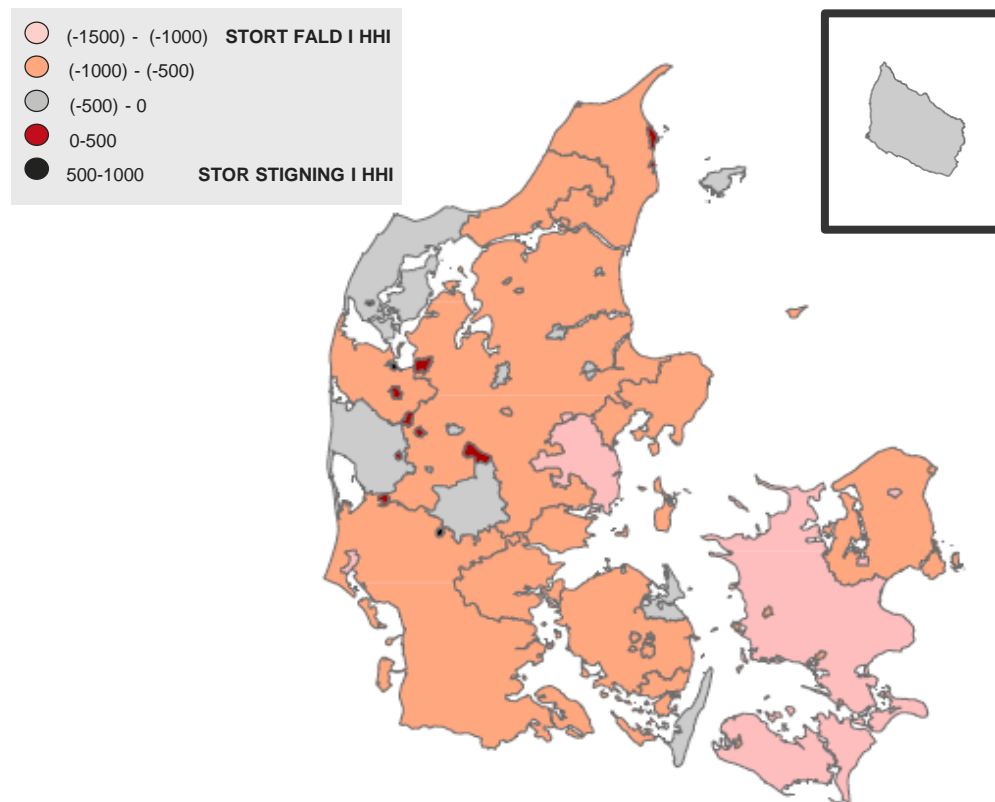 (-1500) - (-1000) STORT FALD I HHI
(-1000) - (-500)
(-500) - 0
0-500
500-1000 STOR STIGNING I HHI